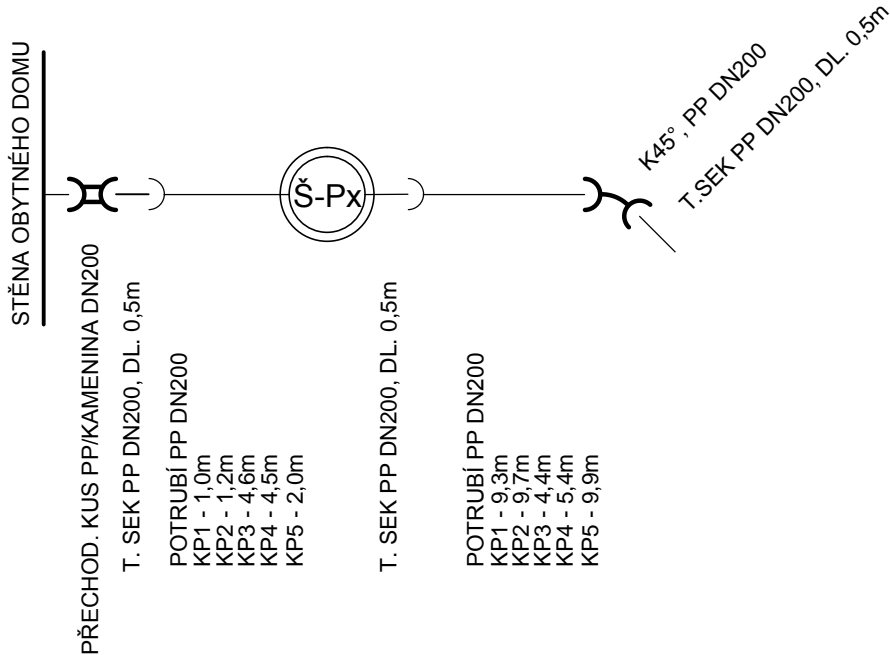 STĚNA OBYTNÉHO DOMU
PŘECHOD. KUS PP/KAMENINA DN200
T. SEK PP DN200, DL. 0,5m
POTRUBÍ PP DN200
KP1 - 1,0m
KP2 - 1,2m
KP3 - 4,6m
KP4 - 4,5m
KP5 - 2,0m
Š-Px
T. SEK PP DN200, DL. 0,5m
POTRUBÍ PP DN200
KP1 - 9,3m
KP2 - 9,7m
KP3 - 4,4m
KP4 - 5,4m
KP5 - 9,9m
K45°, PP DN200
T.SEK PP DN200, DL. 0,5m